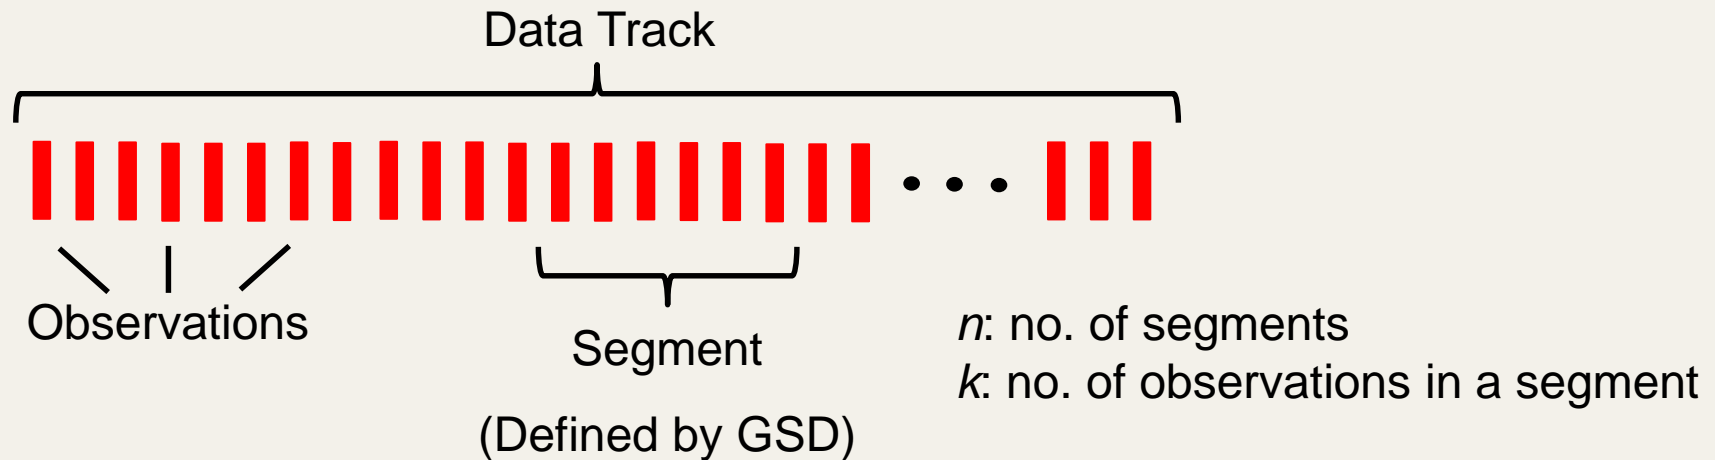 Data Track
Observations
Segment
(Defined by GSD)
n: no. of segments
k: no. of observations in a segment